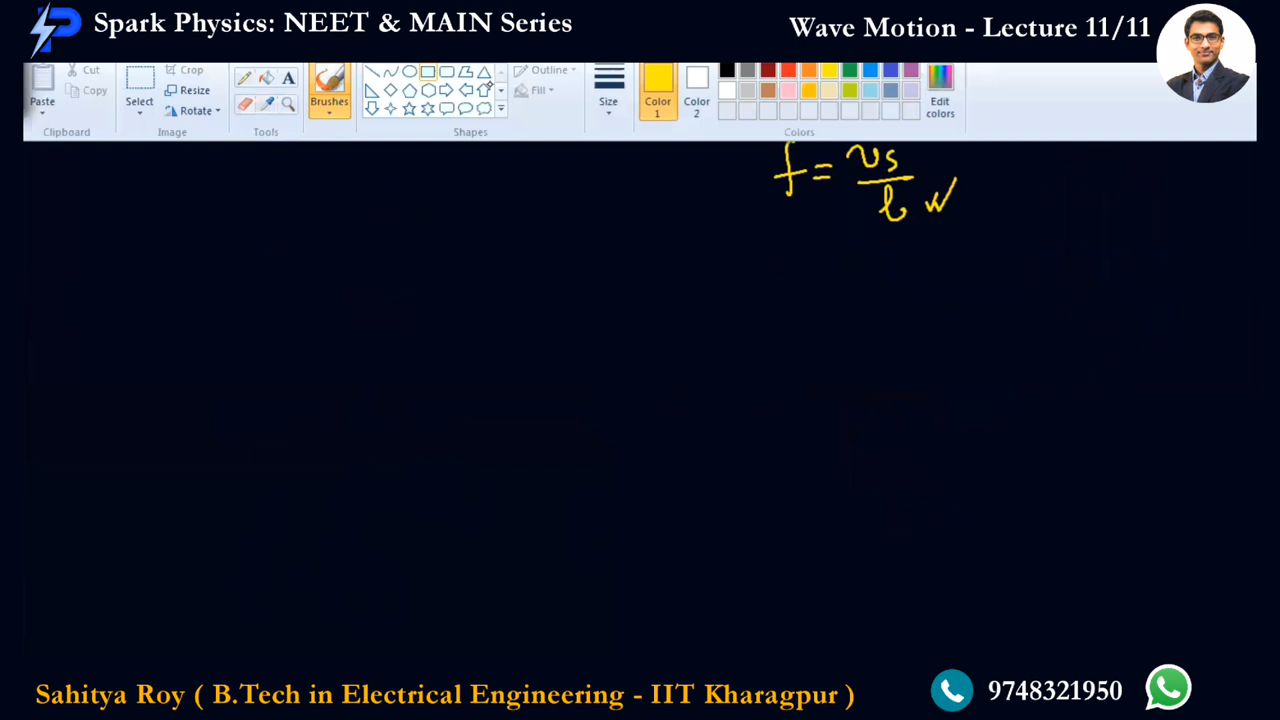 Spark Physics: NEET & MAIN Series
Wave Motion - Lecture 11/11
Cut
Copy
Paste
Clipboard
Select
Crop
Resize
Rotate
Image
A
Tools
Brushes
Shapes
Outline
Fill
Size
Color 1
Color 2
Edit colors
Colors
f = vs/l
Sahitya Roy ( B.Tech in Electrical Engineering - IIT Kharagpur )
9748321950